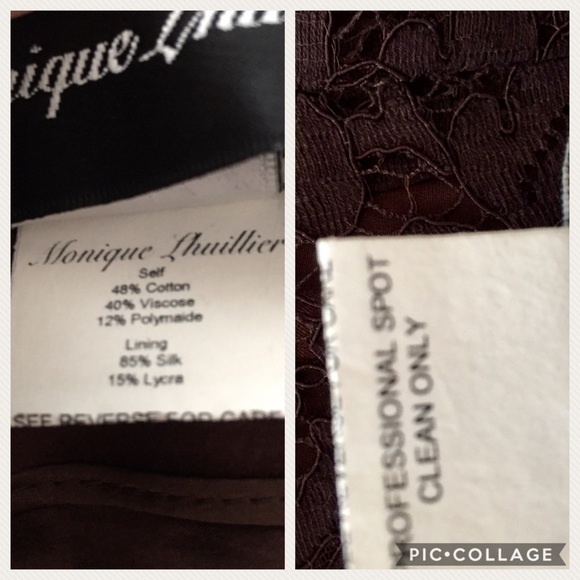 nique Lhui
Monique Lhuillier
Self
48% Cotton
40% Viscose
12% Polymaide
Lining
85% Silk
15% Lycra
SEE REVERSE FOR CARE
PROFESSIONAL SPOT
CLEAN ONLY
PIC•COLLAGE